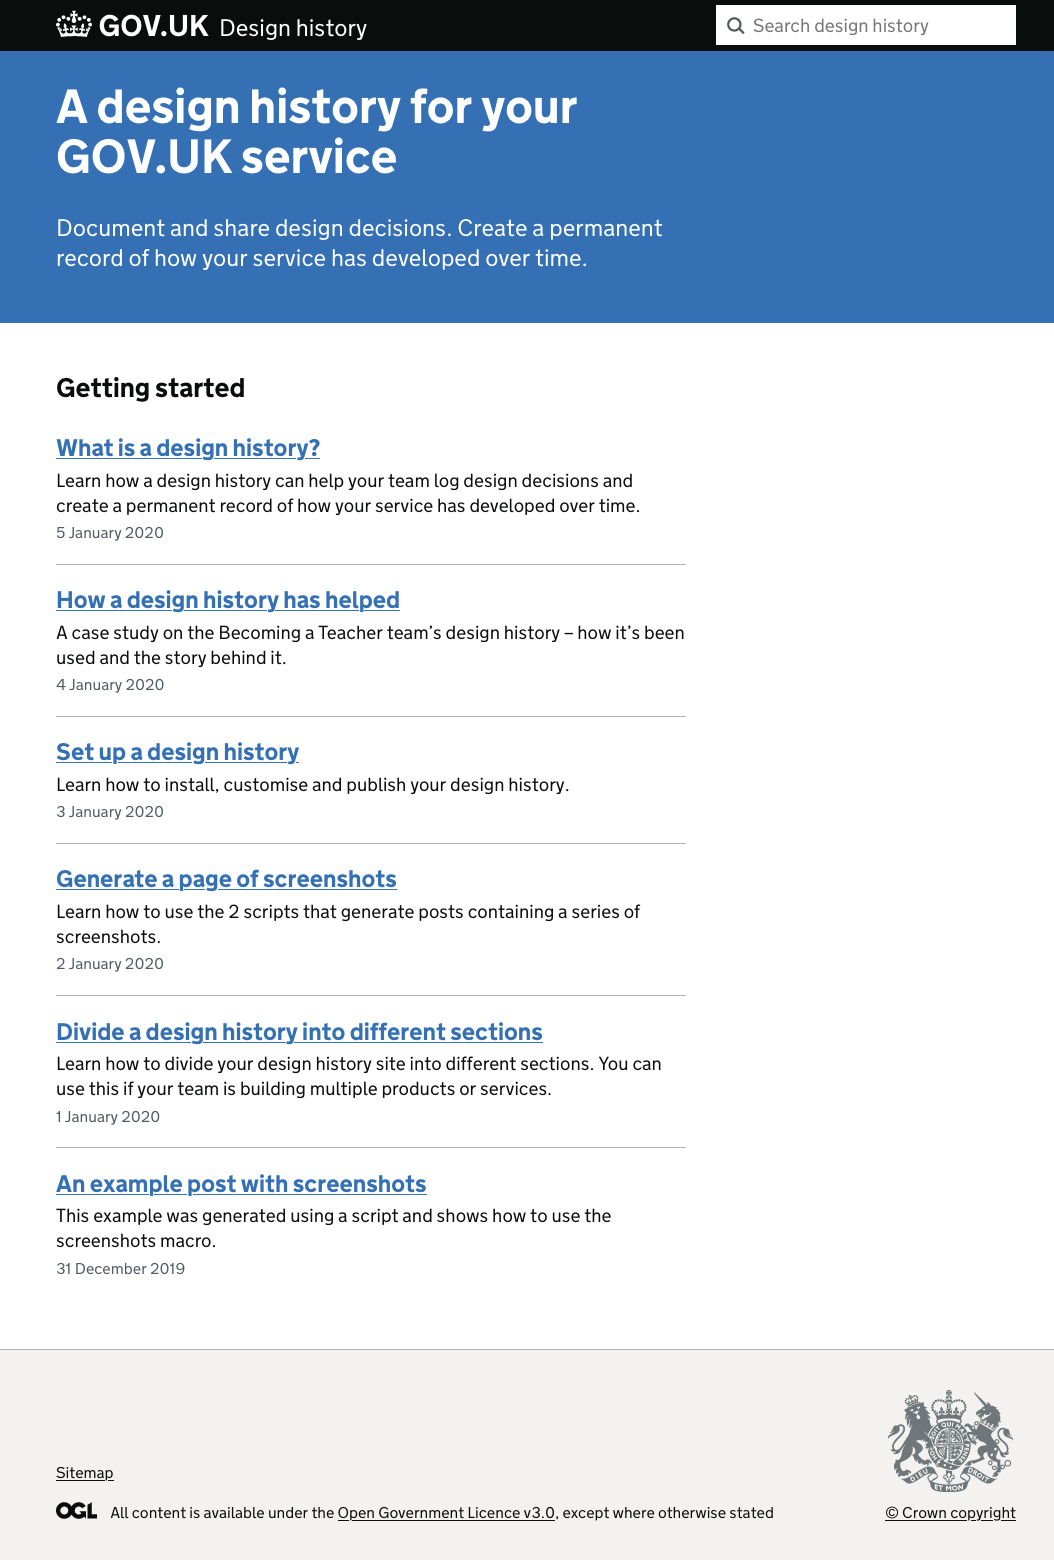 GOV.UK Design history
Search design history
A design history for your
GOV.UK service
Document and share design decisions. Create a permanent
record of how your service has developed over time.
Getting started
What is a design history?
Learn how a design history can help your team log design decisions and
create a permanent record of how your service has developed over time.
5 January 2020
How a design history has helped
A case study on the Becoming a Teacher team’s design history – how it’s been
used and the story behind it.
4 January 2020
Set up a design history
Learn how to install, customise and publish your design history.
3 January 2020
Generate a page of screenshots
Learn how to use the 2 scripts that generate posts containing a series of
screenshots.
2 January 2020
Divide a design history into different sections
Learn how to divide your design history site into different sections. You can
use this if your team is building multiple products or services.
1 January 2020
An example post with screenshots
This example was generated using a script and shows how to use the
screenshots macro.
31 December 2019
DIEU ET MON DROIT
Sitemap
OGL All content is available under the Open Government Licence v3.0, except where otherwise stated
© Crown copyright